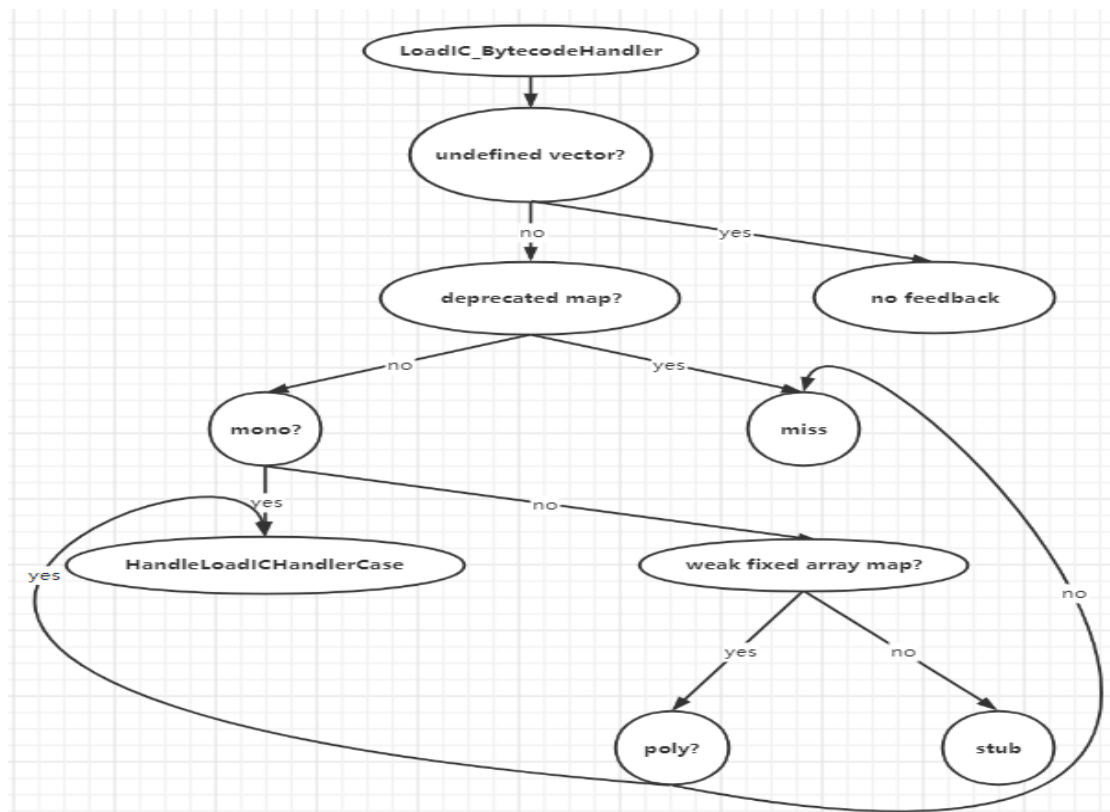 LoadIC_BytecodeHandler
undefined vector?
no
yes
deprecated map?
no feedback
no
yes
mono?
miss
yes
no
HandleLoadICHandlerCase
weak fixed array map?
yes
no
yes
no
poly?
stub